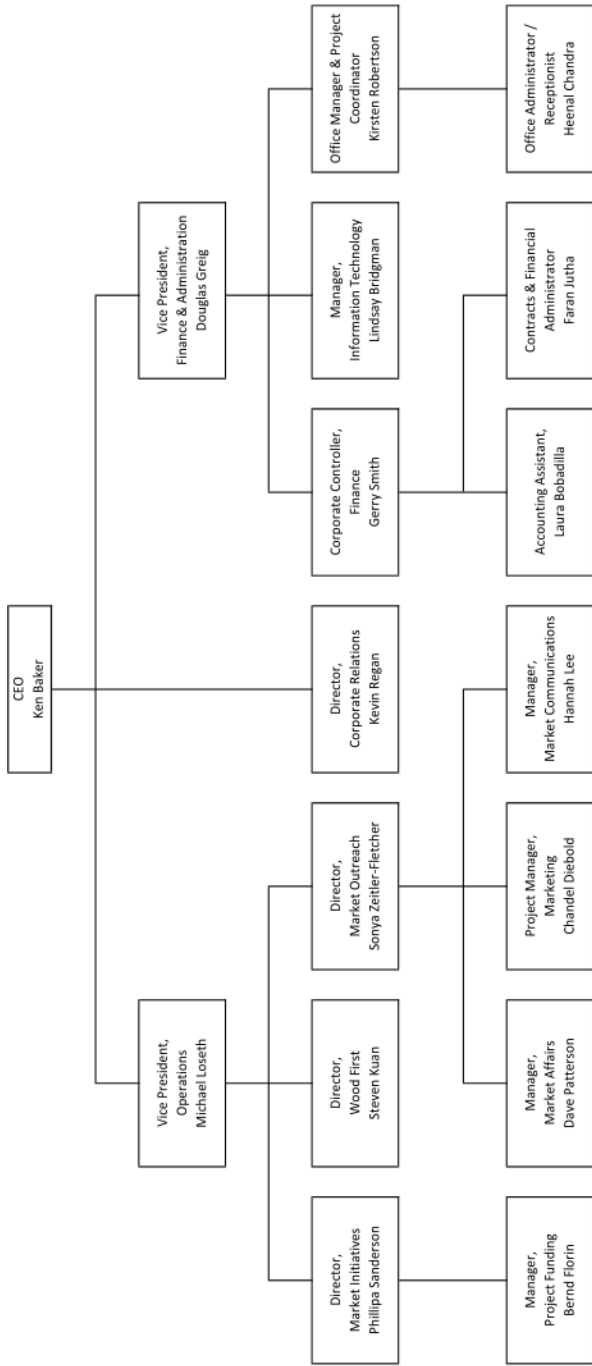 CEO
Ken Baker
Vice President,
Operations
Michael Loseth
Vice President,
Finance & Administration
Douglas Greig
Director,
Market Initiatives
Phillipa Sanderson
Director,
Wood First
Steven Kuan
Director,
Market Outreach
Sonya Zeitler-Fletcher
Director,
Corporate Relations
Kevin Regan
Corporate Controller,
Finance
Gerry Smith
Manager,
Information Technology
Lindsay Bridgman
Office Manager & Project
Coordinator
Kirsten Robertson
Manager,
Project Funding
Bernd Florin
Manager,
Market Affairs
Dave Patterson
Project Manager,
Marketing
Chandel Diebold
Manager,
Market Communications
Hannah Lee
Accounting Assistant,
Laura Bobadilla
Contracts & Financial
Administrator
Faran Jutha
Office Administrator /
Receptionist
Heenal Chandra